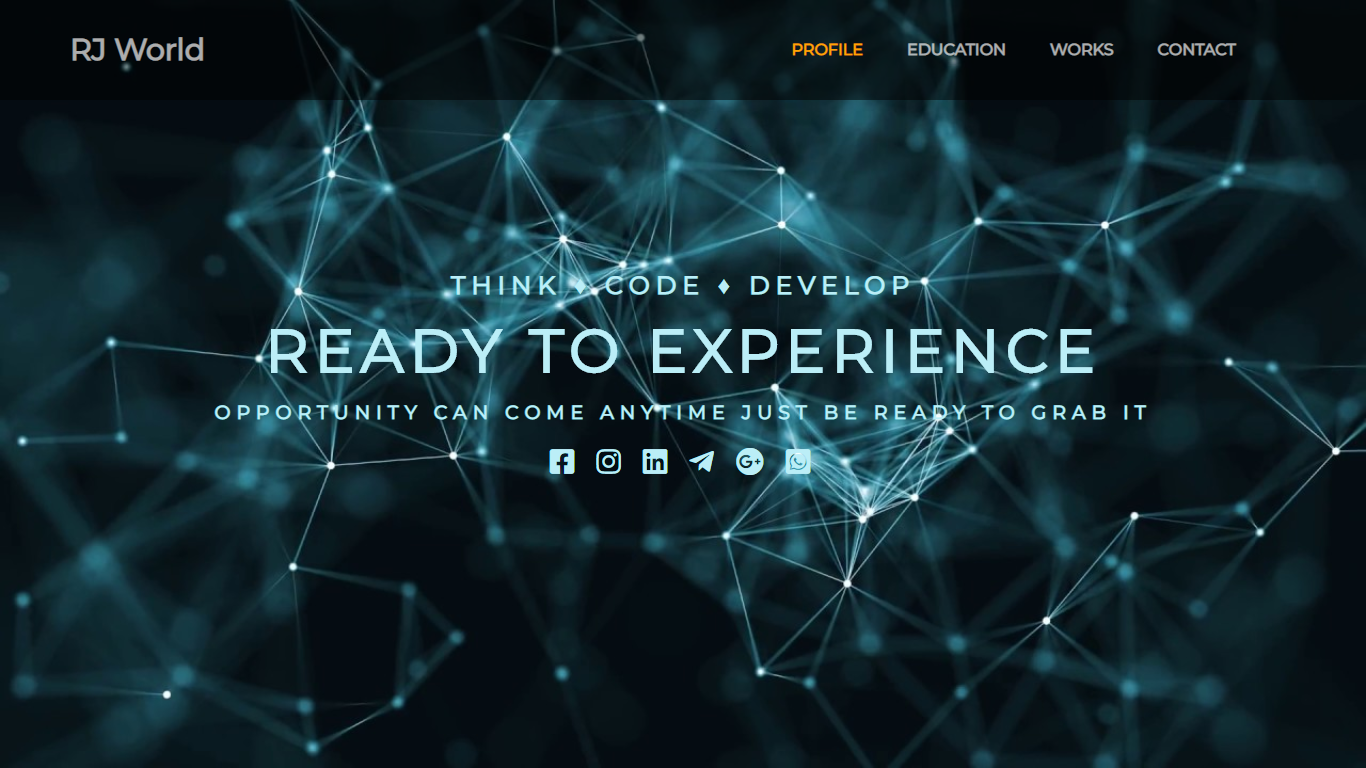 RJ World
PROFILE EDUCATION WORKS CONTACT
THINK ♦ CODE ♦ DEVELOP
READY TO EXPERIENCE
OPPORTUNITY CAN COME ANYTIME JUST BE READY TO GRAB IT